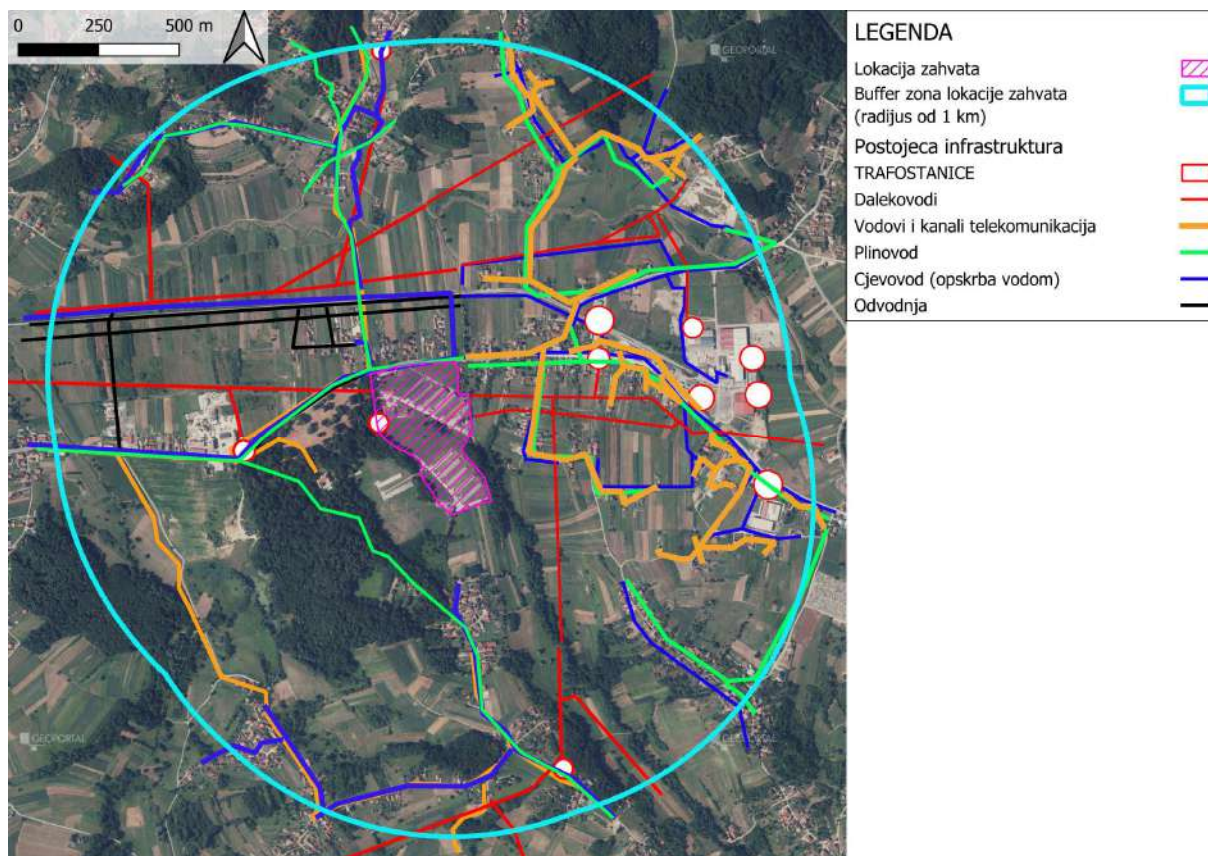 0 250 500 m
LEGENDA
Lokacija zahvata
Buffer zona lokacije zahvata
(radijus od 1 km)
Postojeca infrastruktura
TRAFOSTANICE
Dalekovodi
Vodovi i kanali telekomunikacija
Plinovod
Cjevovod (opskrba vodom)
Odvodnja
GEOPORTAL
GEOPORTAL
GEOPORTAL